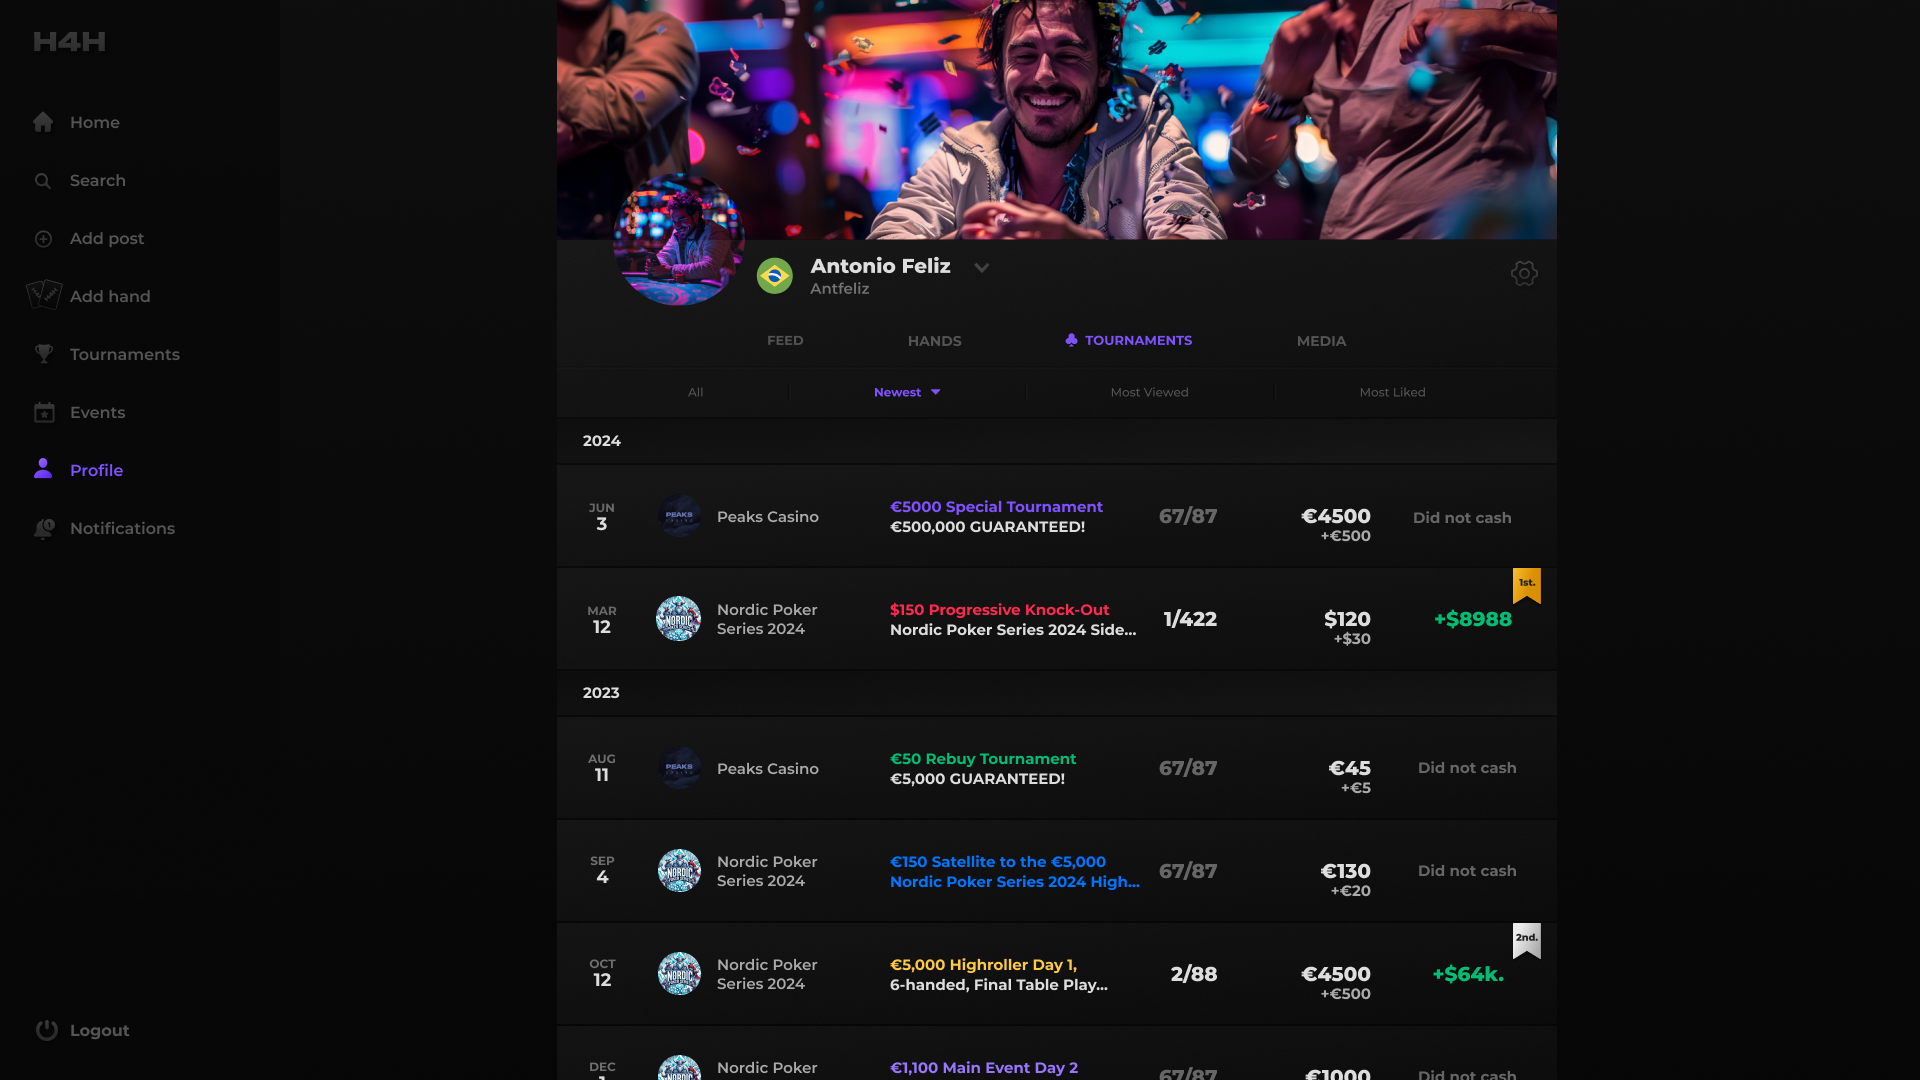 H4H
Home
Search
Add post
Add hand
Tournaments
Events
Profile
Notifications
Logout
Antonio Feliz
Antfeliz
FEED
HANDS
TOURNAMENTS
MEDIA
All
Newest
Most Viewed
Most Liked
2024
JUN
3
PEAKS
Peaks Casino
€5000 Special Tournament
€500,000 GUARANTEED!
67/87
€4500
+€500
Did not cash
MAR
12
NORDIC
Nordic Poker
Series 2024
$150 Progressive Knock-Out
Nordic Poker Series 2024 Side...
1/422
$120
+$30
1st.
+$8988
2023
AUG
11
PEAKS
Peaks Casino
€50 Rebuy Tournament
€5,000 GUARANTEED!
67/87
€45
+€5
Did not cash
SEP
4
NORDIC
Nordic Poker
Series 2024
€150 Satellite to the €5,000
Nordic Poker Series 2024 High...
67/87
€130
+€20
Did not cash
OCT
12
NORDIC
Nordic Poker
Series 2024
€5,000 Highroller Day 1,
6-handed, Final Table Play...
2/88
€4500
+€500
2nd.
+$64k.
DEC
1
NORDIC
Nordic Poker
€1,100 Main Event Day 2
67/87
€1000
Did not cash